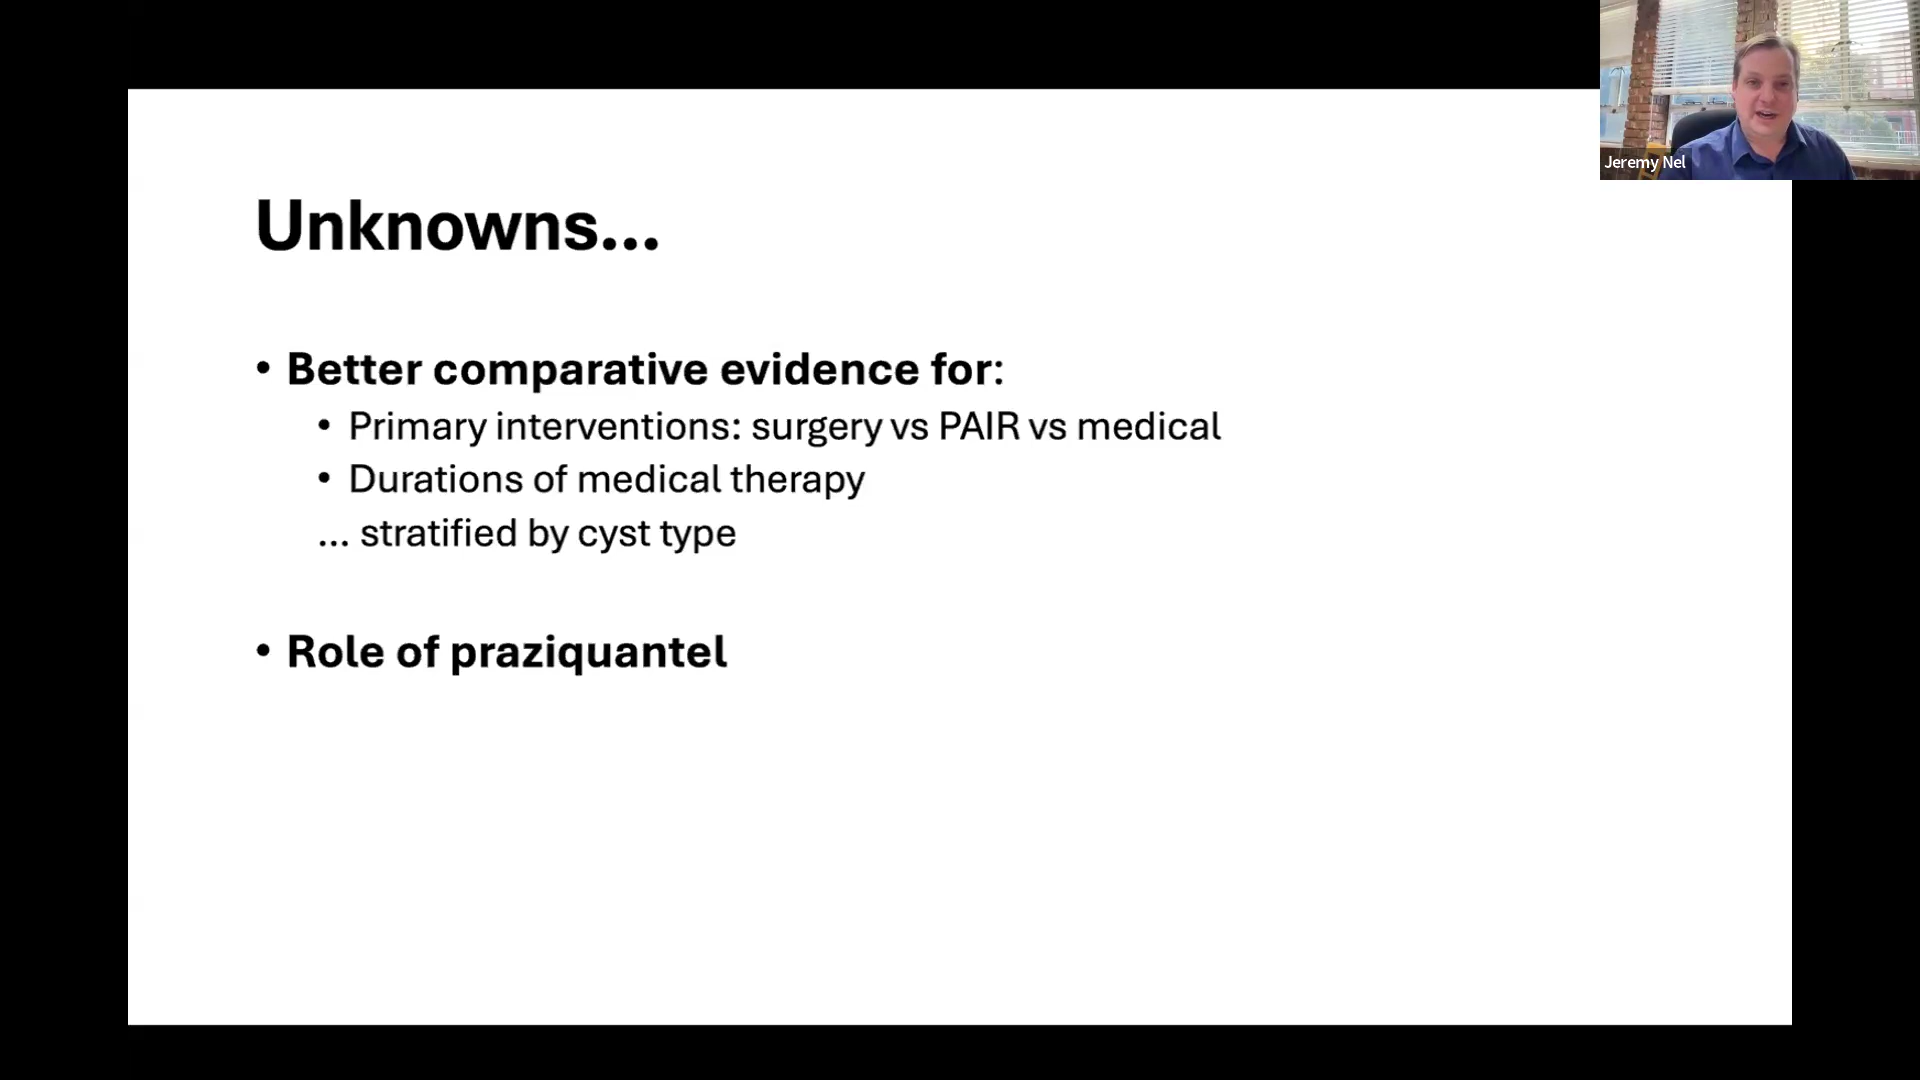 Jeremy Nel
Unknowns...
• Better comparative evidence for:
• Primary interventions: surgery vs PAIR vs medical
• Durations of medical therapy
... stratified by cyst type
• Role of praziquantel